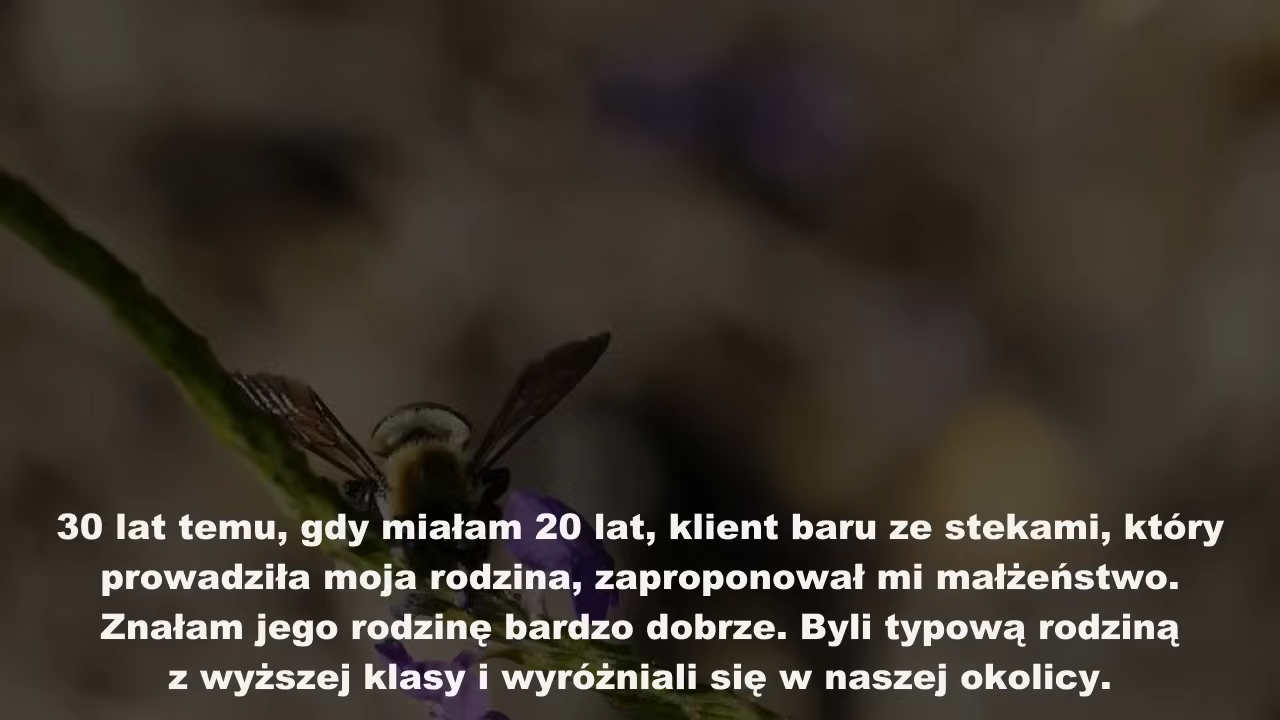 30 lat temu, gdy miałam 20 lat, klient baru ze stekami, który
prowadziła moja rodzina, zaproponował mi małżeństwo.
Znałam jego rodzinę bardzo dobrze. Byli typową rodziną
z wyższej klasy i wyróżniali się w naszej okolicy.